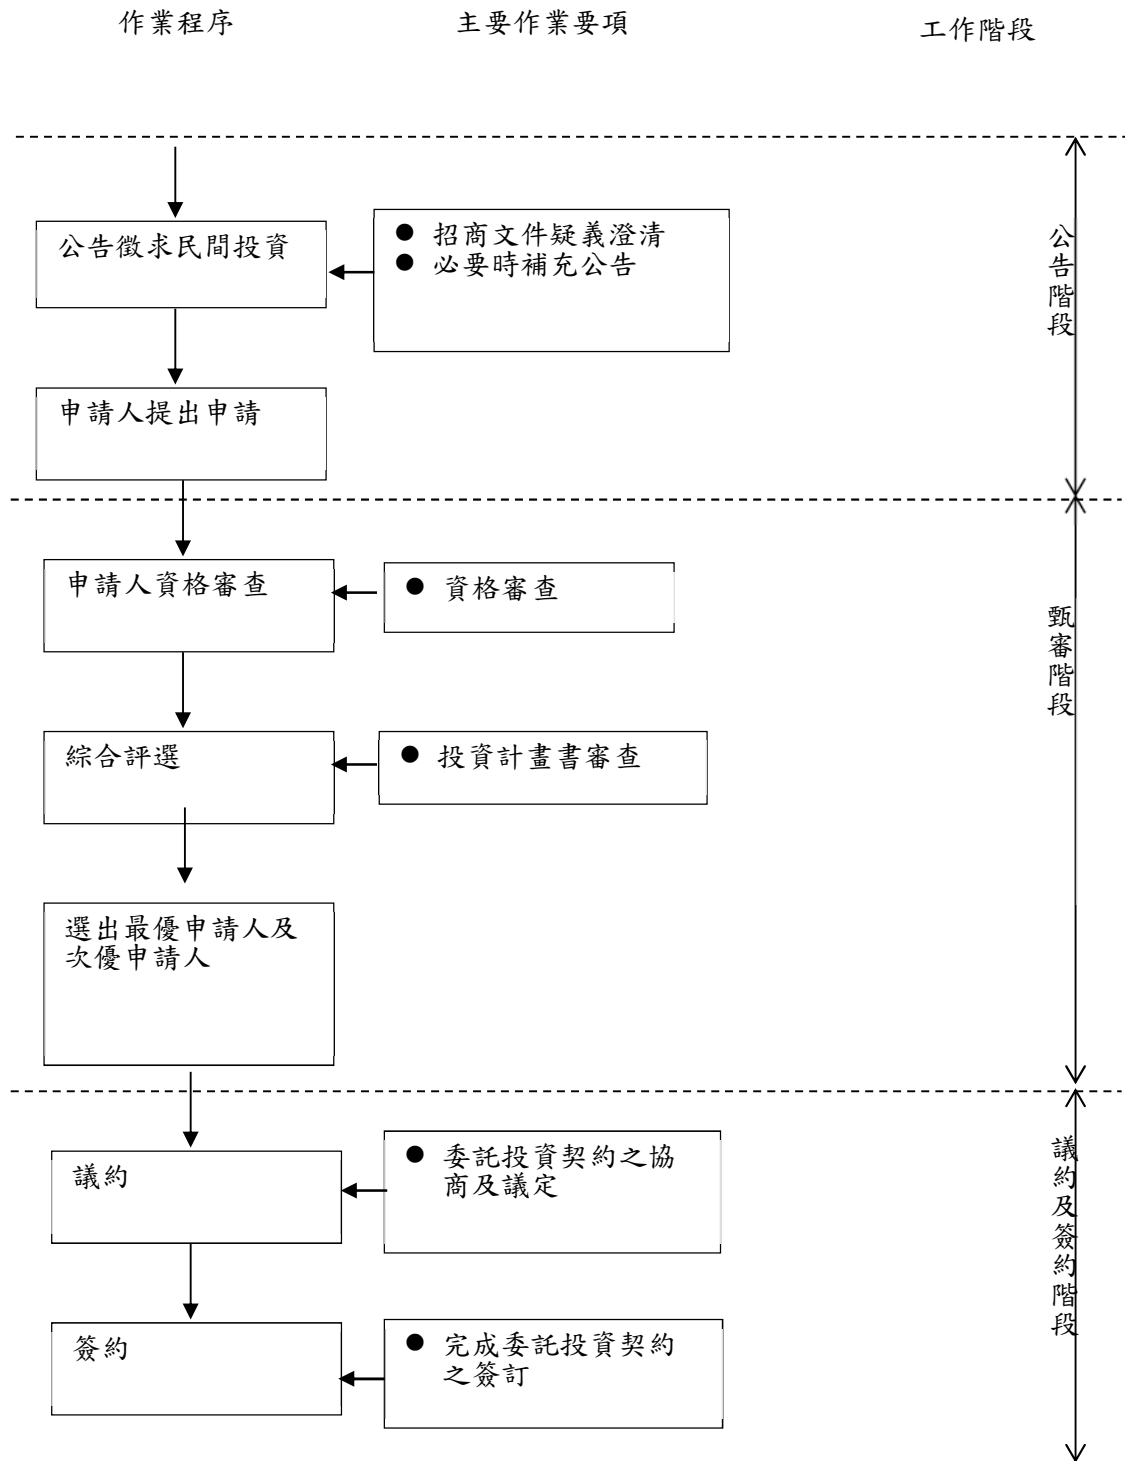 作業程序
主要作業要項
工作階段
公告徵求民間投資
● 招商文件疑義澄清
● 必要時補充公告
公告階段
申請人提出申請
申請人資格審查
● 資格審查
甄審階段
綜合評選
● 投資計畫書審查
選出最優申請人及
次優申請人
議約
● 委託投資契約之協
商及議定
議約及簽約階段
簽約
● 完成委託投資契約
之簽訂